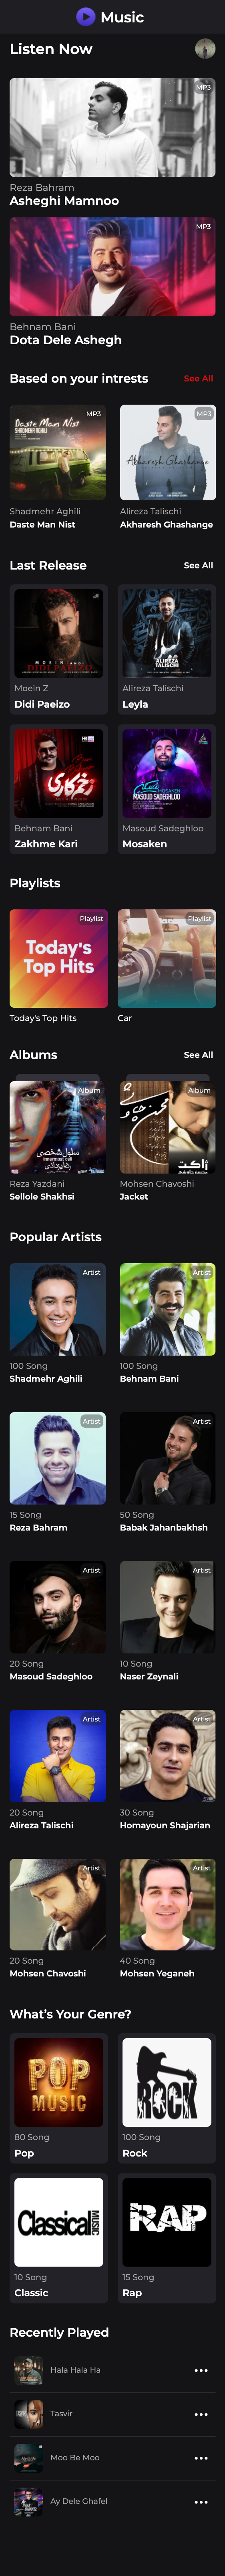 Music
Listen Now
MP3
Reza Bahram
Asheghi Mamnoo
MP3
Behnam Bani
Dota Dele Ashegh
Based on your intrests
See All
MP3
Daste Man Nist
SHADMEHR AGHILI
MP3
Akharesh Ghashange
Shadmehr Aghili
Daste Man Nist
Alireza Talischi
Akharesh Ghashange
Last Release
See All
MOEIN Z
DIDI PAEIZO
ALIREZA
TALISCHI
Moein Z
Didi Paeizo
Alireza Talischi
Leyla
زخم کاری
MOSAKEN
MASOUD SADEGHLOO
Behnam Bani
Zakhme Kari
Masoud Sadeghloo
Mosaken
Playlists
Playlist
Today's
Top Hits
Playlist
Today's Top Hits
Car
Albums
See All
Album
سلول شخصی
رضا یزدانی
Album
محسن چاوشی
ژاکت
Reza Yazdani
Sellole Shakhsi
Mohsen Chavoshi
Jacket
Popular Artists
Artist
Artist
100 Song
Shadmehr Aghili
100 Song
Behnam Bani
Artist
Artist
15 Song
Reza Bahram
50 Song
Babak Jahanbakhsh
Artist
Artist
20 Song
Masoud Sadeghloo
10 Song
Naser Zeynali
Artist
Artist
20 Song
Alireza Talischi
30 Song
Homayoun Shajarian
Artist
Artist
20 Song
Mohsen Chavoshi
40 Song
Mohsen Yeganeh
What's Your Genre?
POP
MUSIC
ROCK
80 Song
Pop
100 Song
Rock
Classical
MUSIC
RAP
10 Song
Classic
15 Song
Rap
Recently Played
Hala Hala Ha
Tasvir
Moo Be Moo
Ay Dele Ghafel